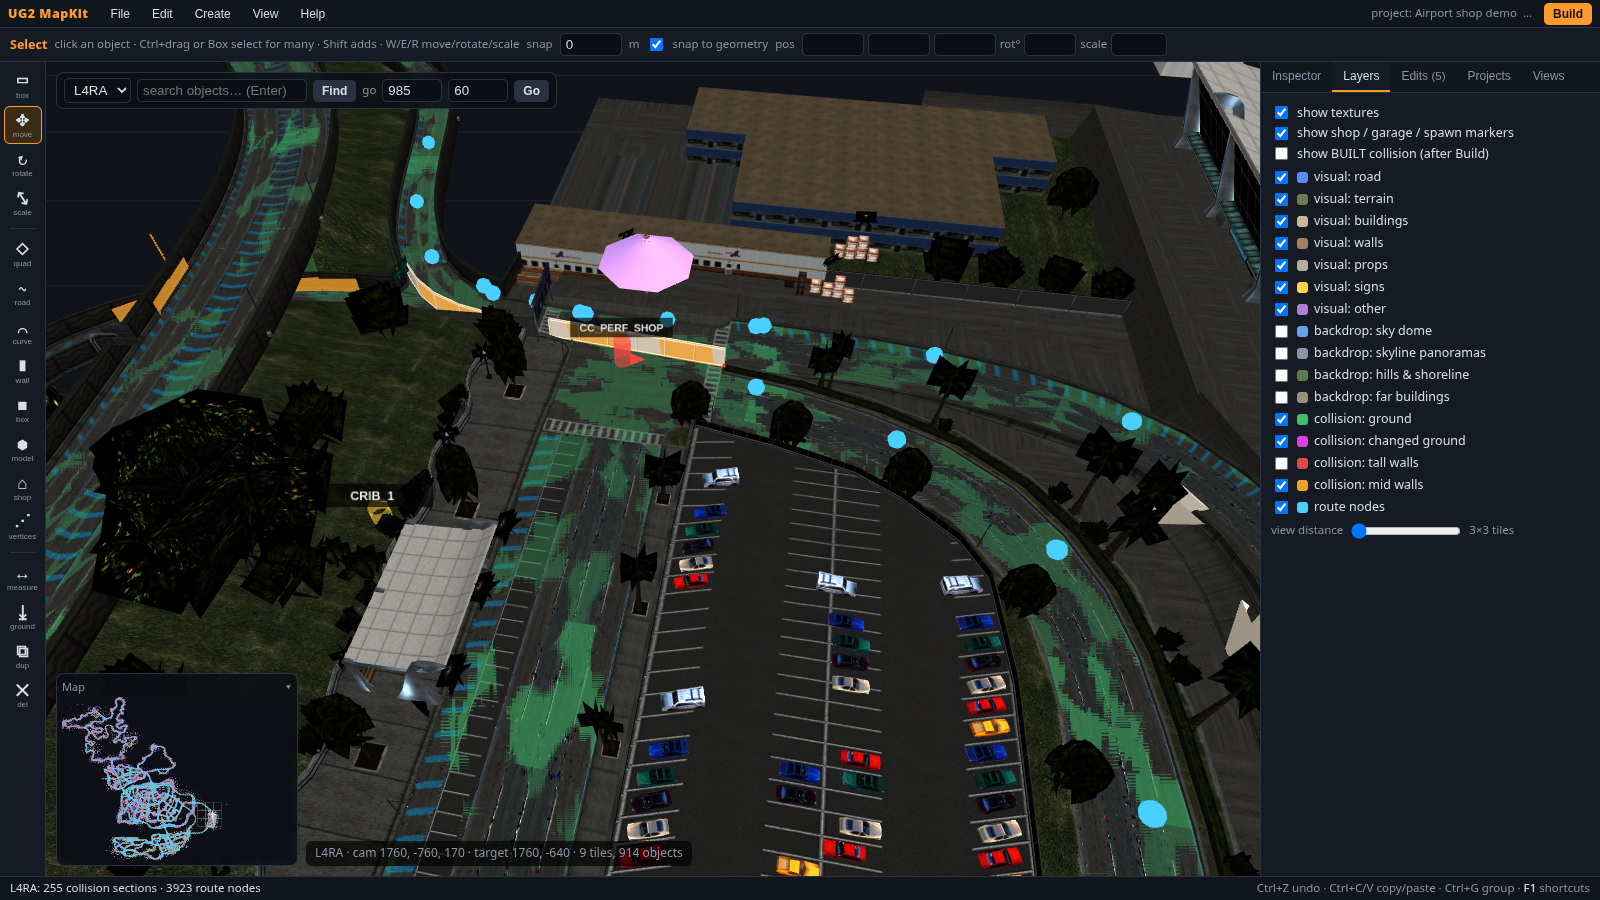 UG2 MapKit File Edit Create View Help project: Airport shop demo ... Build
Select click an object · Ctrl+drag or Box select for many · Shift adds · W/E/R move/rotate/scale snap 0 m snap to geometry pos rot° scale
L4RA search objects… (Enter) Find go 985 60 Go
box
move
rotate
scale
quad
road
curve
wall
box
model
shop
vertices
measure
ground
dup
del
CC_PERF_SHOP
CRIB_1
Map
L4RA · cam 1760, -760, 170 · target 1760, -640 · 9 tiles, 914 objects
Inspector Layers Edits (5) Projects Views
show textures
show shop / garage / spawn markers
show BUILT collision (after Build)
visual: road
visual: terrain
visual: buildings
visual: walls
visual: props
visual: signs
visual: other
backdrop: sky dome
backdrop: skyline panoramas
backdrop: hills & shoreline
backdrop: far buildings
collision: ground
collision: changed ground
collision: tall walls
collision: mid walls
route nodes
view distance 3×3 tiles
L4RA: 255 collision sections · 3923 route nodes Ctrl+Z undo · Ctrl+C/V copy/paste · Ctrl+G group · F1 shortcuts